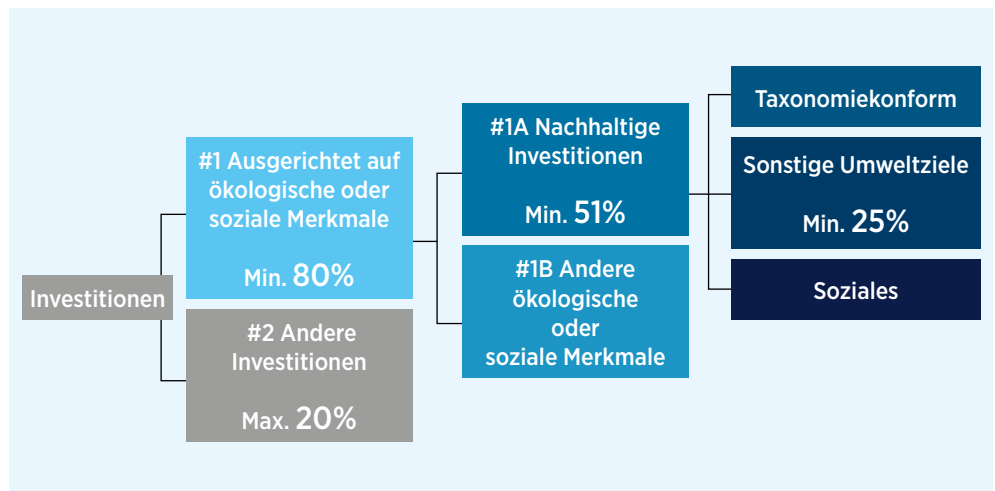 Investitionen
#1 Ausgerichtet auf
ökologische oder
soziale Merkmale
Min. 80%
#2 Andere
Investitionen
Max. 20%
#1A Nachhaltige
Investitionen
Min. 51%
#1B Andere
ökologische
oder
soziale Merkmale
Taxonomiekonform
Sonstige Umweltziele
Min. 25%
Soziales